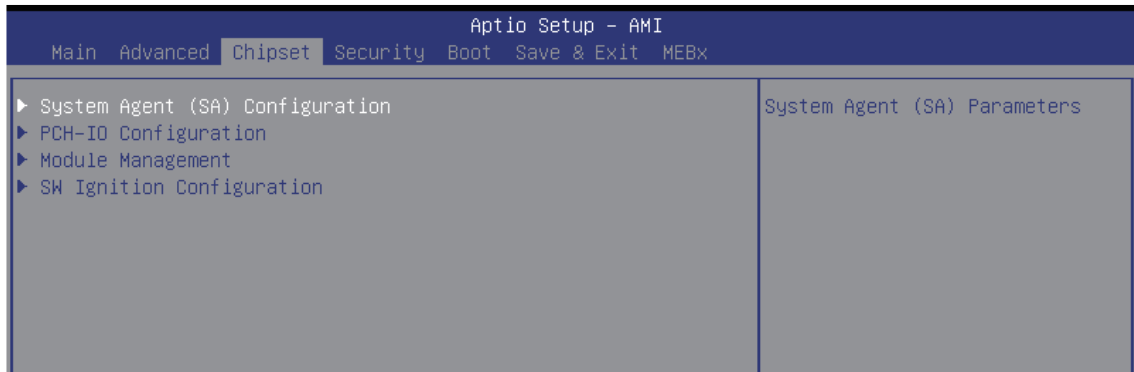 Aptio Setup – AMI
Main Advanced Chipset Security Boot Save & Exit MEBx
▶ System Agent (SA) Configuration
▶ PCH-IO Configuration
▶ Module Management
▶ SW Ignition Configuration
System Agent (SA) Parameters